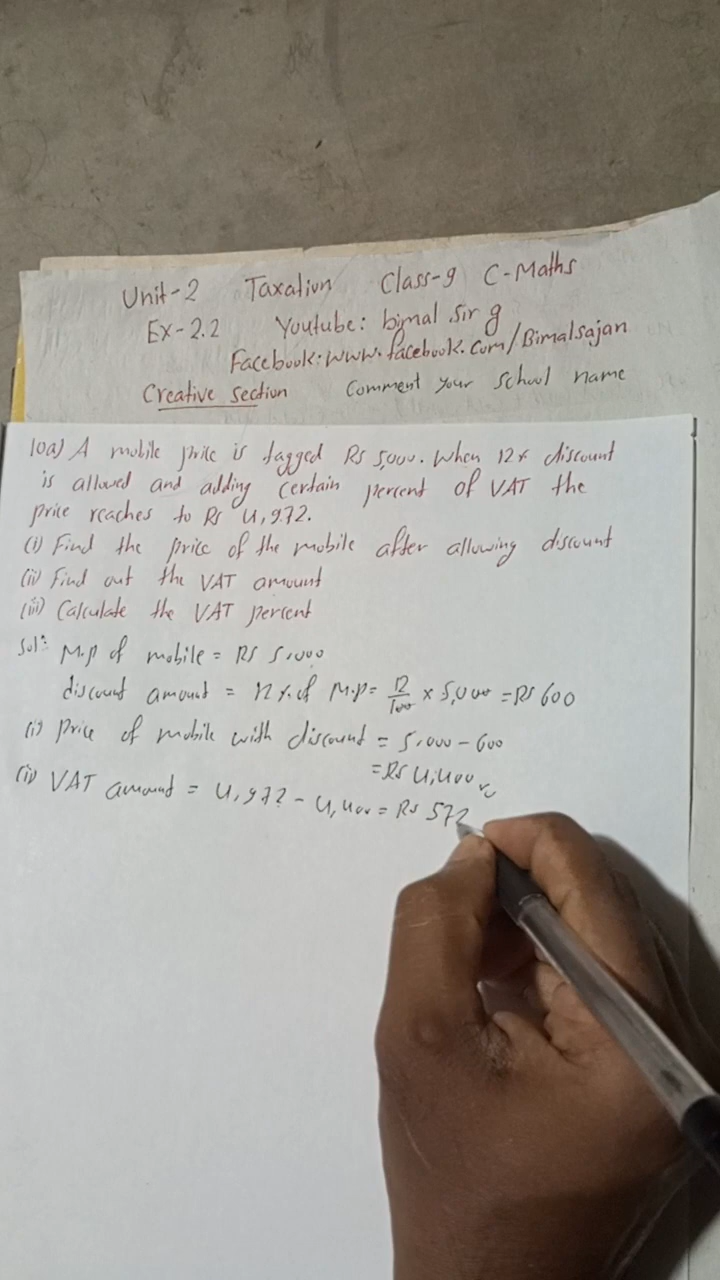 Unit-2 Taxation Class-9 C-Maths
Ex-2.2 Youtube: bimal sir g
Facebook: www.facebook.com/Bimalsajan
Creative section Comment your school name
10a) A mobile price is tagged Rs 5,000. When 12% discount
is allowed and adding certain percent of VAT the
price reaches to Rs 4,972.
(i) Find the price of the mobile after allowing discount
(ii) Find out the VAT amount
(iii) Calculate the VAT percent
Solⁿ: M.p of mobile = Rs 5,000
discount amount = 12% of M.p = 12/100 × 5,000 = Rs 600
(i) Price of mobile with discount = 5,000 - 600
= Rs 4,400
(ii) VAT amount = 4,972 - 4,400 = Rs 572